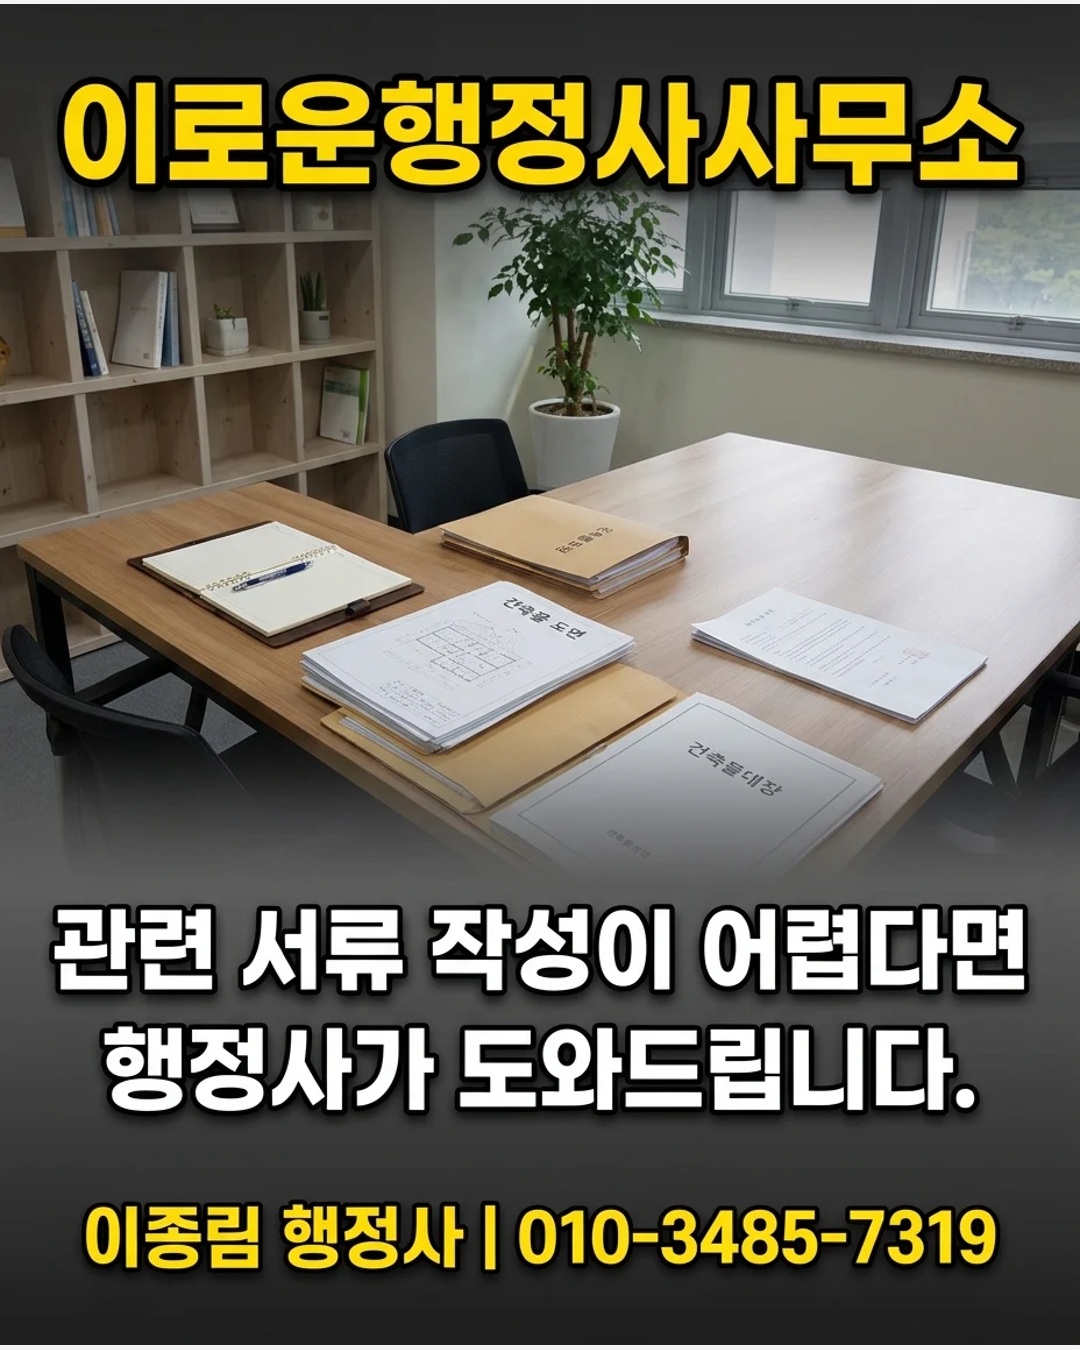 이로운행정사사무소
건축물 도면
건축물대장
관련 서류 작성이 어렵다면
행정사가 도와드립니다.
이종림 행정사 | 010-3485-7319